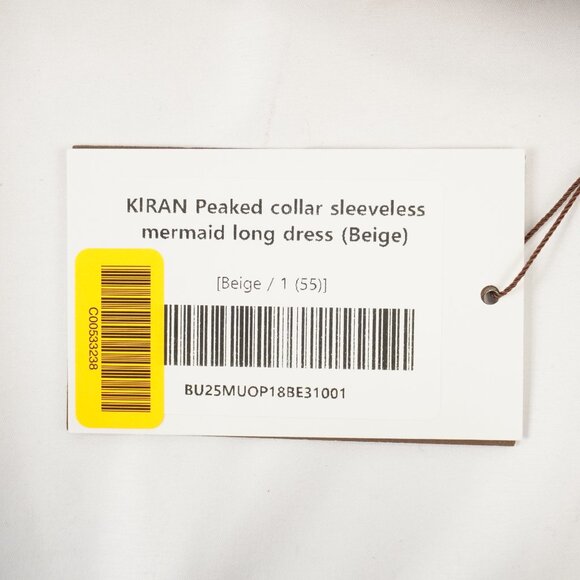 KIRAN Peaked collar sleeveless
mermaid long dress (Beige)
[Beige / 1 (55)]
BU25MUOP18BE31001
C00533238